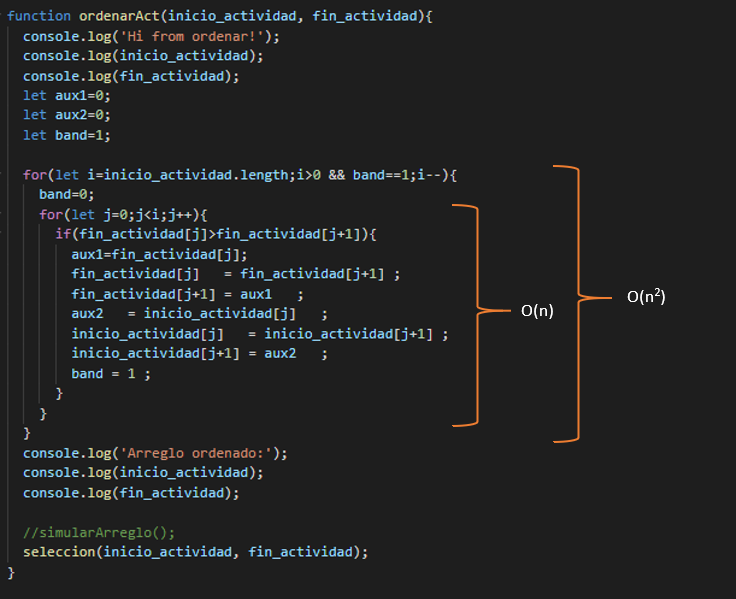 function ordenarAct(inicio_actividad, fin_actividad){
console.log('Hi from ordenar!');
console.log(inicio_actividad);
console.log(fin_actividad);
let aux1=0;
let aux2=0;
let band=1;
for(let i=inicio_actividad.length;i>0 && band==1;i--){
band=0;
for(let j=0;j<i;j++){
if(fin_actividad[j]>fin_actividad[j+1]){
aux1=fin_actividad[j];
fin_actividad[j]   = fin_actividad[j+1] ;
fin_actividad[j+1] = aux1   ;
aux2   = inicio_actividad[j]   ;
inicio_actividad[j]   = inicio_actividad[j+1] ;
inicio_actividad[j+1] = aux2   ;
band = 1 ;
}
}
}
O(n)
O(n²)
console.log('Arreglo ordenado:');
console.log(inicio_actividad);
console.log(fin_actividad);
//simularArreglo();
seleccion(inicio_actividad, fin_actividad);
}